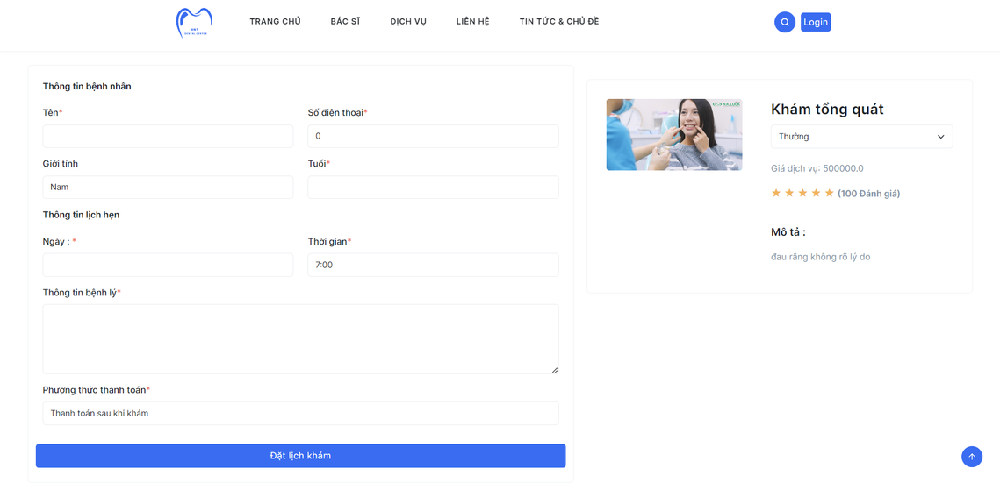 TRANG CHỦ
BÁC SĨ
DỊCH VỤ
LIÊN HỆ
TIN TỨC & CHỦ ĐỀ
Login
DENTAL CENTER
Thông tin bệnh nhân
Tên*
Số điện thoại*
0
Giới tính
Tuổi*
Nam
Thông tin lịch hẹn
Ngày : *
Thời gian*
7:00
Thông tin bệnh lý*
Phương thức thanh toán*
Thanh toán sau khi khám
Đặt lịch khám
Khám tổng quát
Thường
Giá dịch vụ: 500000.0
(100 Đánh giá)
Mô tả :
đau răng không rõ lý do